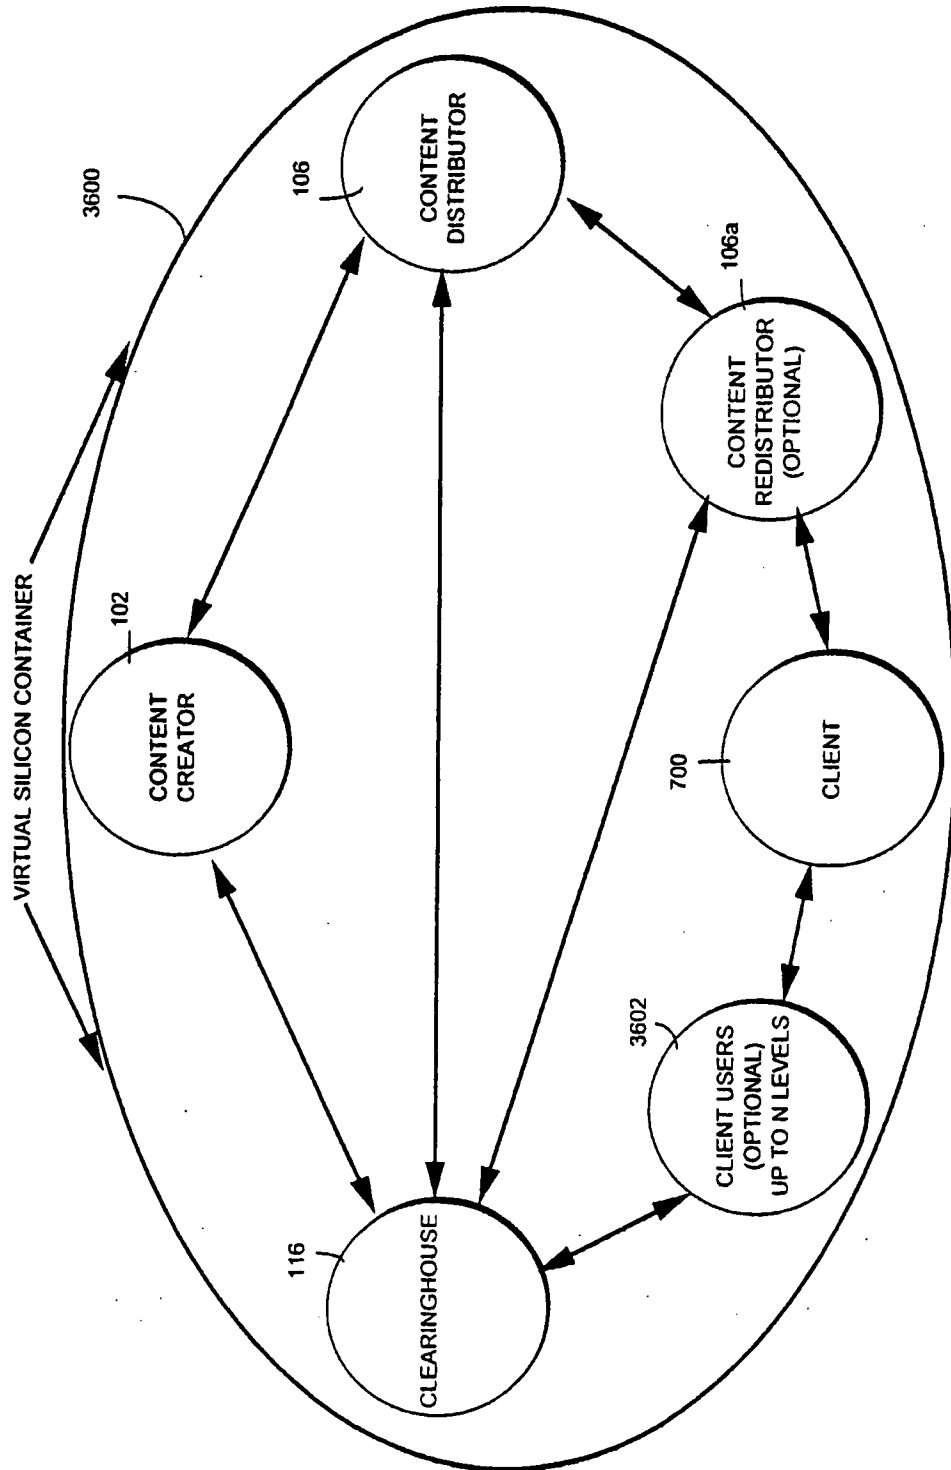 VIRTUAL SILICON CONTAINER
3600
102
CONTENT
CREATOR
106
CONTENT
DISTRIBUTOR
116
CLEARINGHOUSE
106a
CONTENT
REDISTRIBUTOR
(OPTIONAL)
3602
CLIENT USERS
(OPTIONAL)
UP TO N LEVELS
700
CLIENT